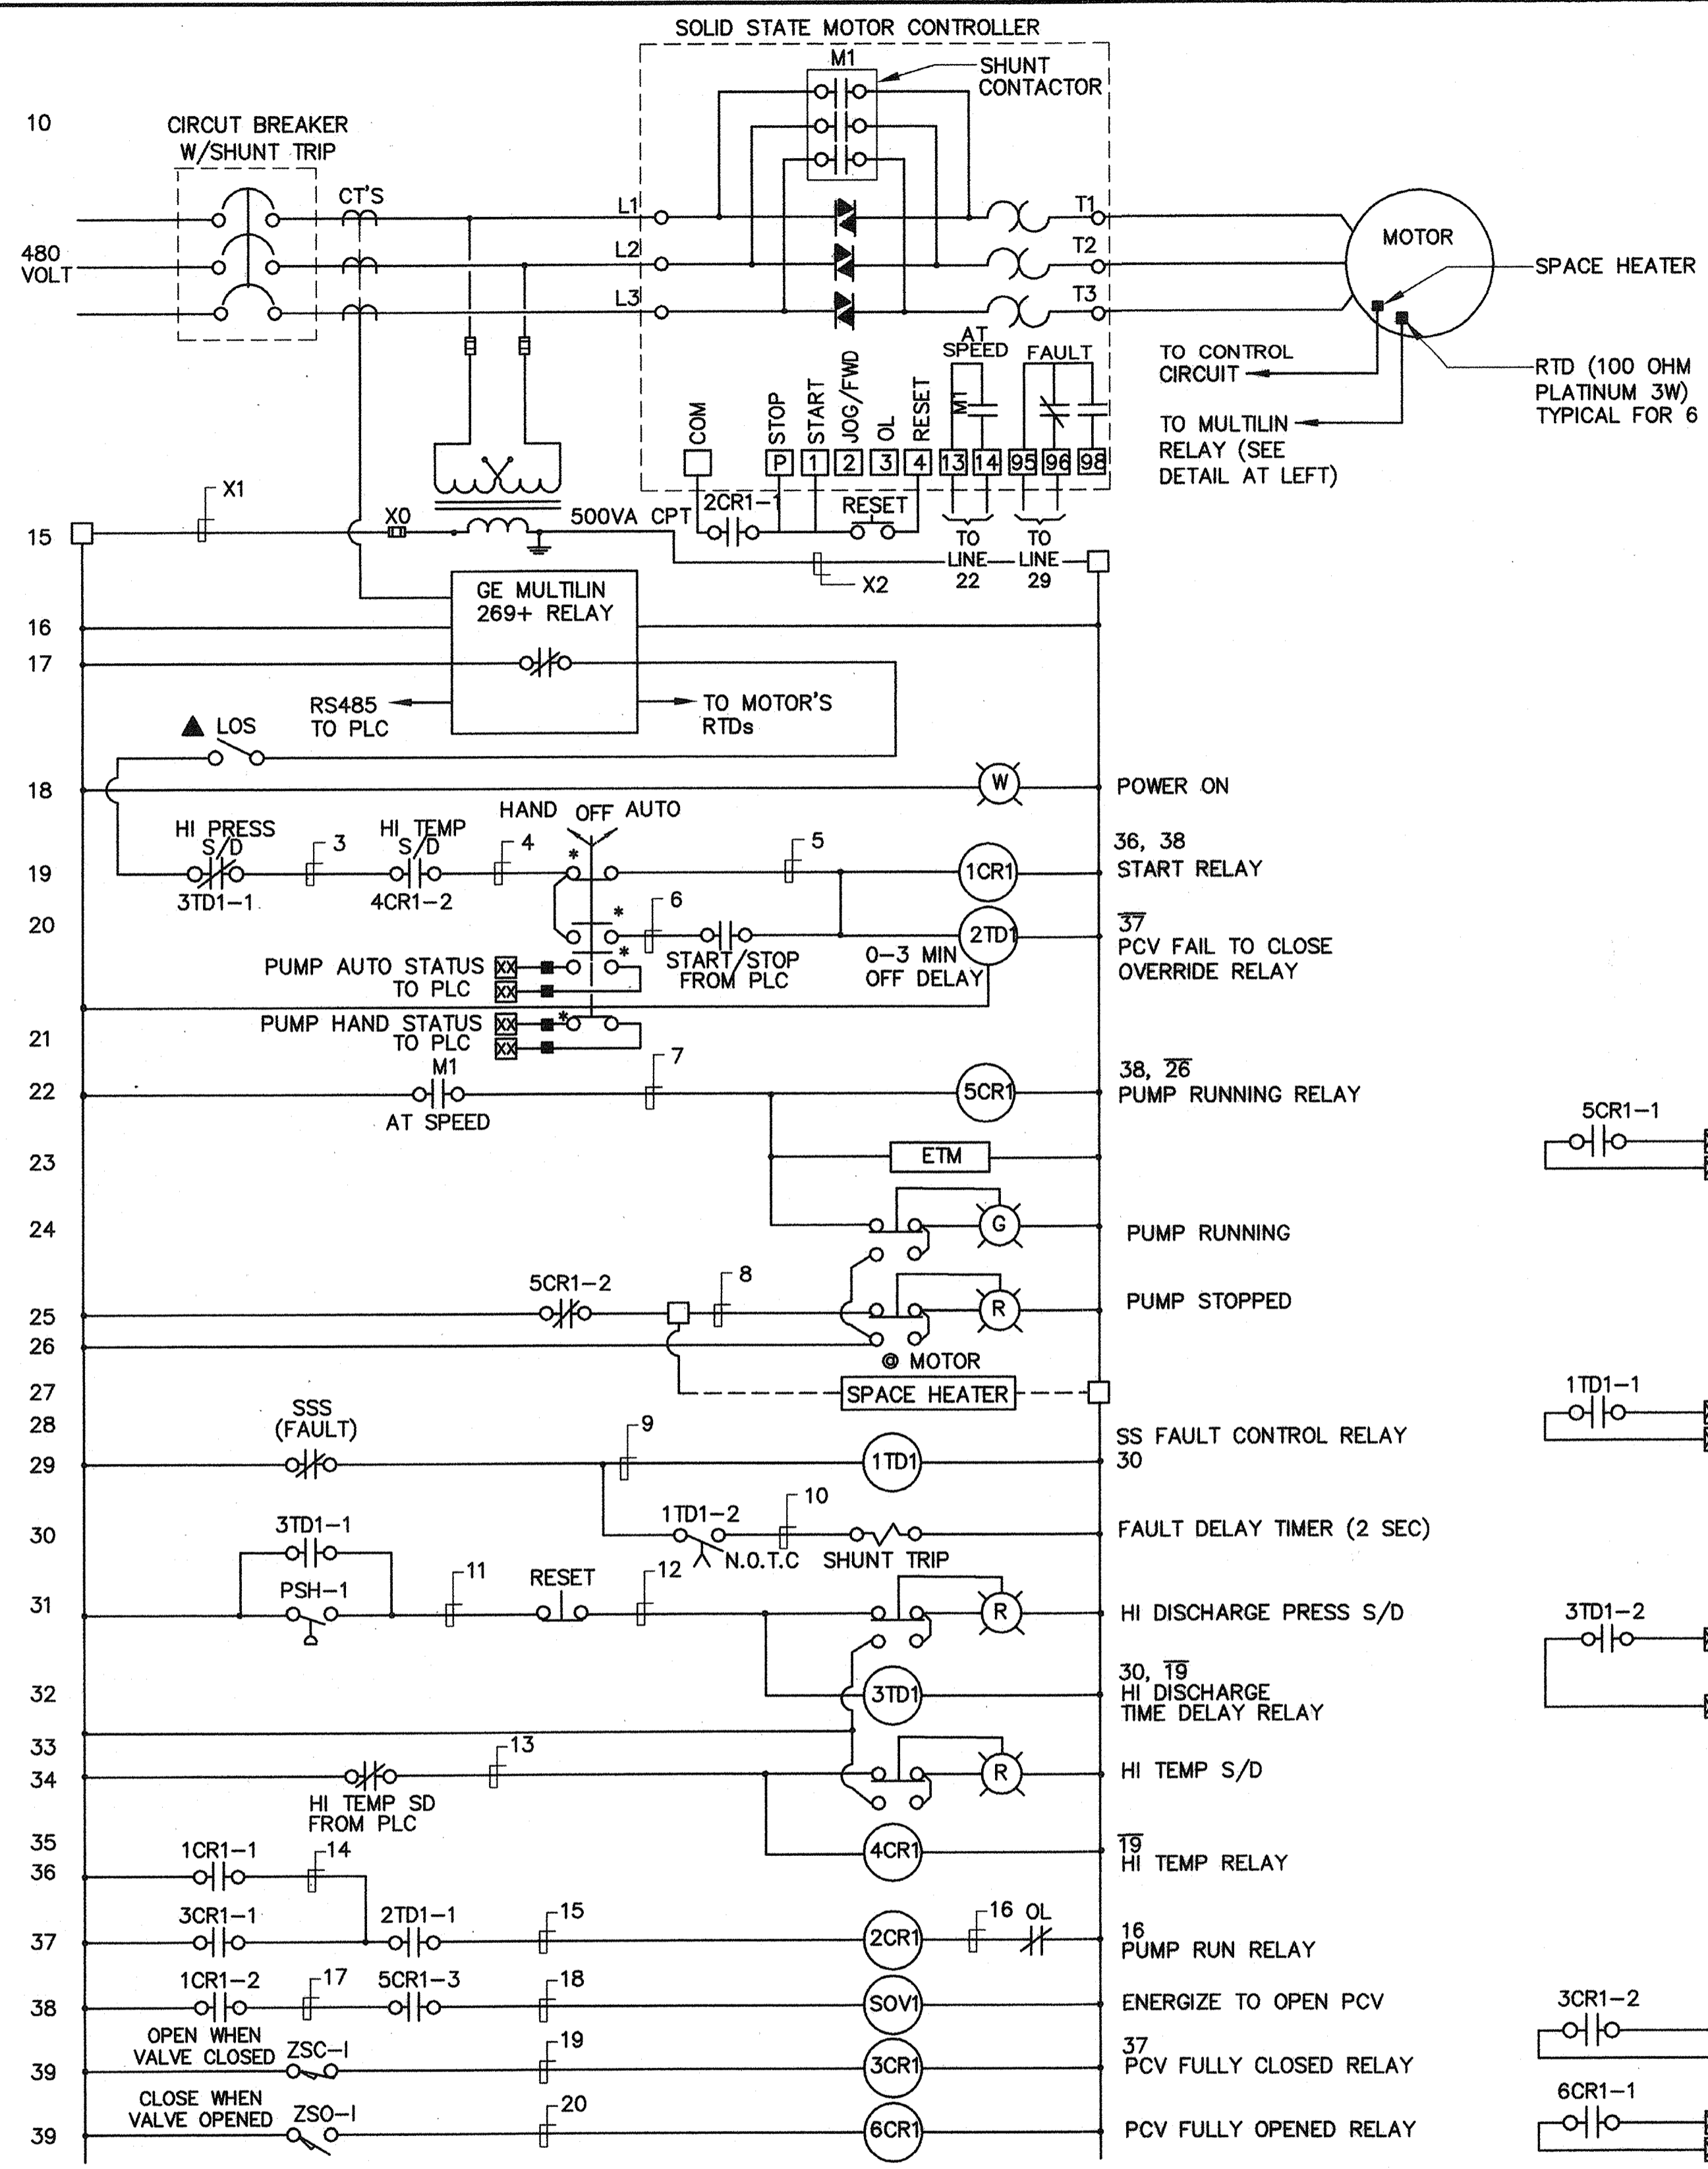 SOLID STATE MOTOR CONTROLLER
M1
SHUNT
CONTACTOR
10
CIRCUT BREAKER
W/SHUNT TRIP
CT'S
L1
T1
480
VOLT
L2
T2
MOTOR
SPACE HEATER
L3
T3
AT
SPEED
FAULT
TO CONTROL
CIRCUIT
RTD (100 OHM
PLATINUM 3W)
TYPICAL FOR 6
TO MULTILIN
RELAY (SEE
DETAIL AT LEFT)
COM
STOP
START
JOG/FWD
OL
RESET
M1
P
1
2
3
4
13
14
95
96
98
X1
X0
500VA CPT
2CR1-1
RESET
15
TO
LINE
22
TO
LINE
29
X2
GE MULTILIN
269+ RELAY
16
17
RS485
TO PLC
TO MOTOR'S
RTDs
LOS
18
W
POWER ON
HAND OFF AUTO
HI PRESS
S/D
3
HI TEMP
S/D
4
*
5
36, 38
19
3TD1-1
4CR1-2
1CR1
START RELAY
20
*
6
START/STOP
FROM PLC
0-3 MIN
OFF DELAY
2TD1
37
PCV FAIL TO CLOSE
OVERRIDE RELAY
PUMP AUTO STATUS
TO PLC
XX
XX
*
21
PUMP HAND STATUS
TO PLC
XX
XX
*
M1
7
38, 26
22
AT SPEED
5CR1
PUMP RUNNING RELAY
5CR1-1
23
ETM
24
G
PUMP RUNNING
5CR1-2
8
25
R
PUMP STOPPED
26
@ MOTOR
27
SPACE HEATER
1TD1-1
28
SSS
(FAULT)
9
SS FAULT CONTROL RELAY
29
1TD1
30
30
3TD1-1
1TD1-2
10
N.O.T.C
SHUNT TRIP
FAULT DELAY TIMER (2 SEC)
31
PSH-1
11
RESET
12
R
HI DISCHARGE PRESS S/D
3TD1-2
32
3TD1
30, 19
HI DISCHARGE
TIME DELAY RELAY
33
13
34
HI TEMP SD
FROM PLC
R
HI TEMP S/D
35
4CR1
19
HI TEMP RELAY
36
1CR1-1
14
37
3CR1-1
2TD1-1
15
2CR1
16
OL
16
PUMP RUN RELAY
38
1CR1-2
17
5CR1-3
18
SOV1
ENERGIZE TO OPEN PCV
3CR1-2
OPEN WHEN
VALVE CLOSED
ZSC-I
19
39
3CR1
37
PCV FULLY CLOSED RELAY
CLOSE WHEN
VALVE OPENED
ZSO-I
20
39
6CR1
PCV FULLY OPENED RELAY
6CR1-1